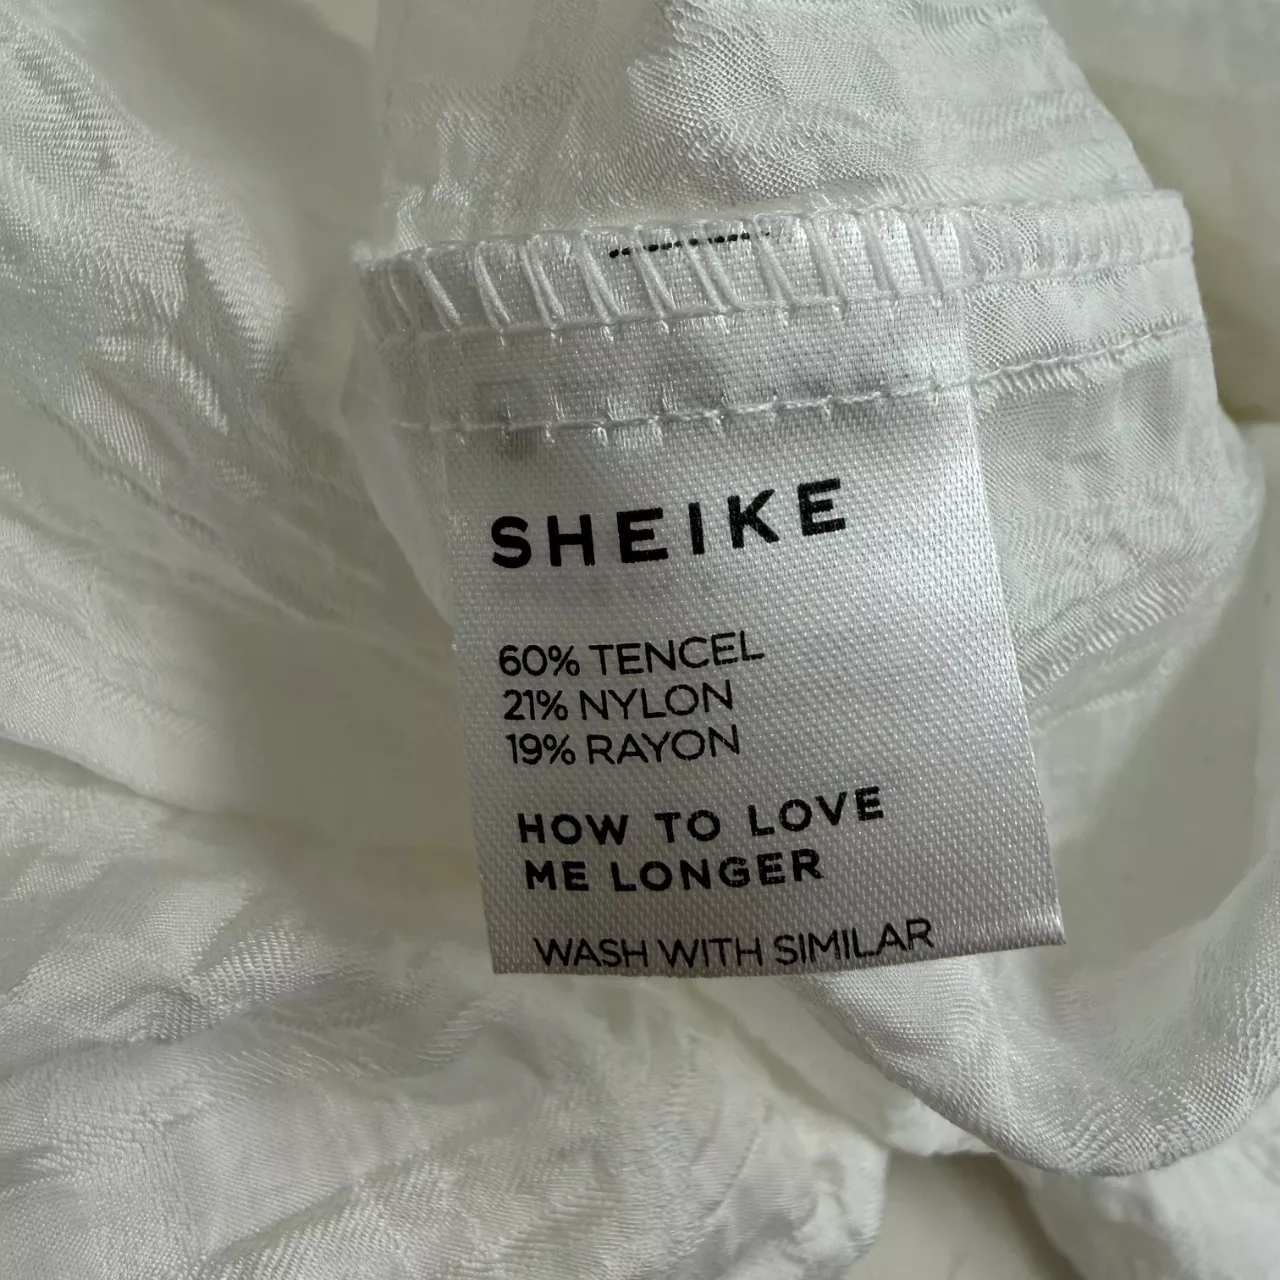 SHEIKE
60% TENCEL
21% NYLON
19% RAYON
HOW TO LOVE
ME LONGER
WASH WITH SIMILAR